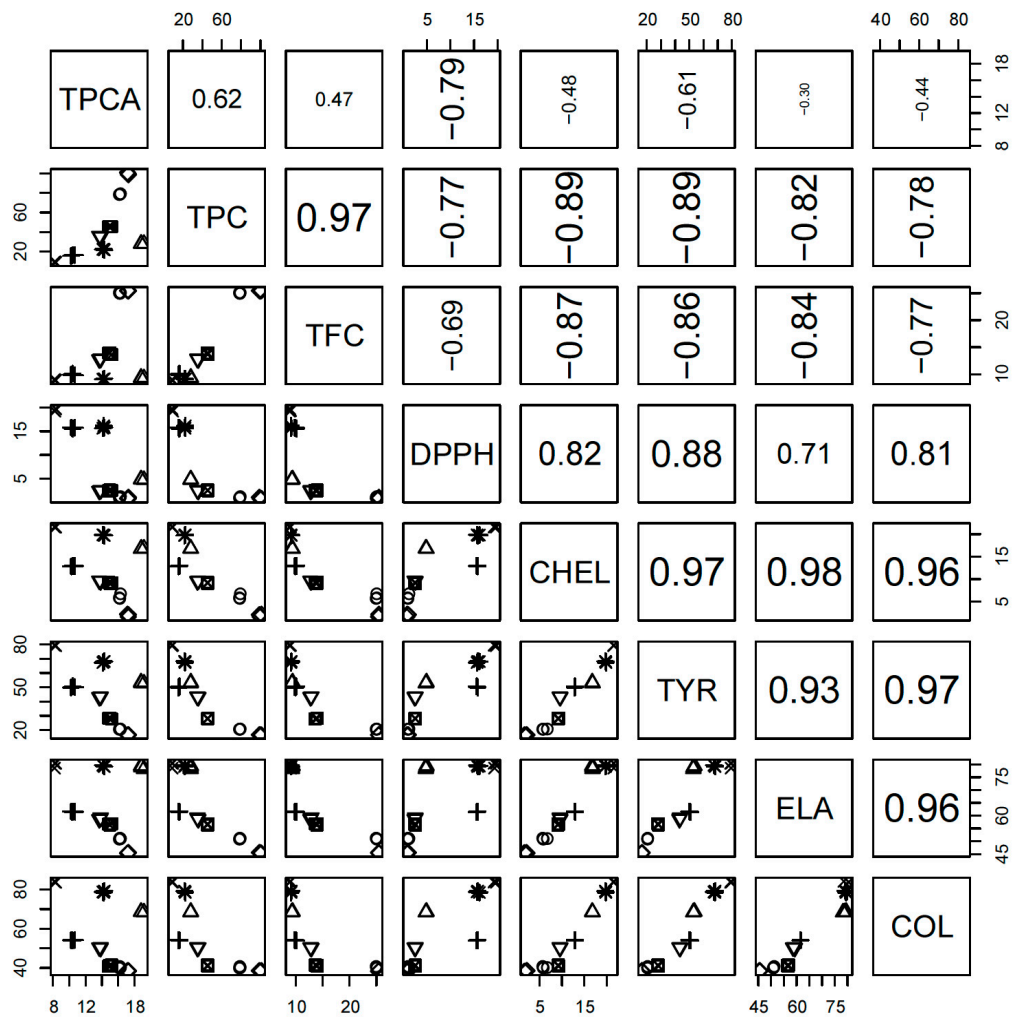 20 60 5 15 20 50 80 40 60 80
TPCA 0.62 0.47 −0.79 −0.48 −0.61 −0.30 −0.44 8 12 18
20 60 TPC 0.97 −0.77 −0.89 −0.89 −0.82 −0.78
TFC −0.69 −0.87 −0.86 −0.84 −0.77 10 20
5 15 DPPH 0.82 0.88 0.71 0.81
CHEL 0.97 0.98 0.96 5 15
20 50 80 TYR 0.93 0.97
ELA 0.96 45 60 75
40 60 80 COL
8 12 18 10 20 5 15 45 60 75